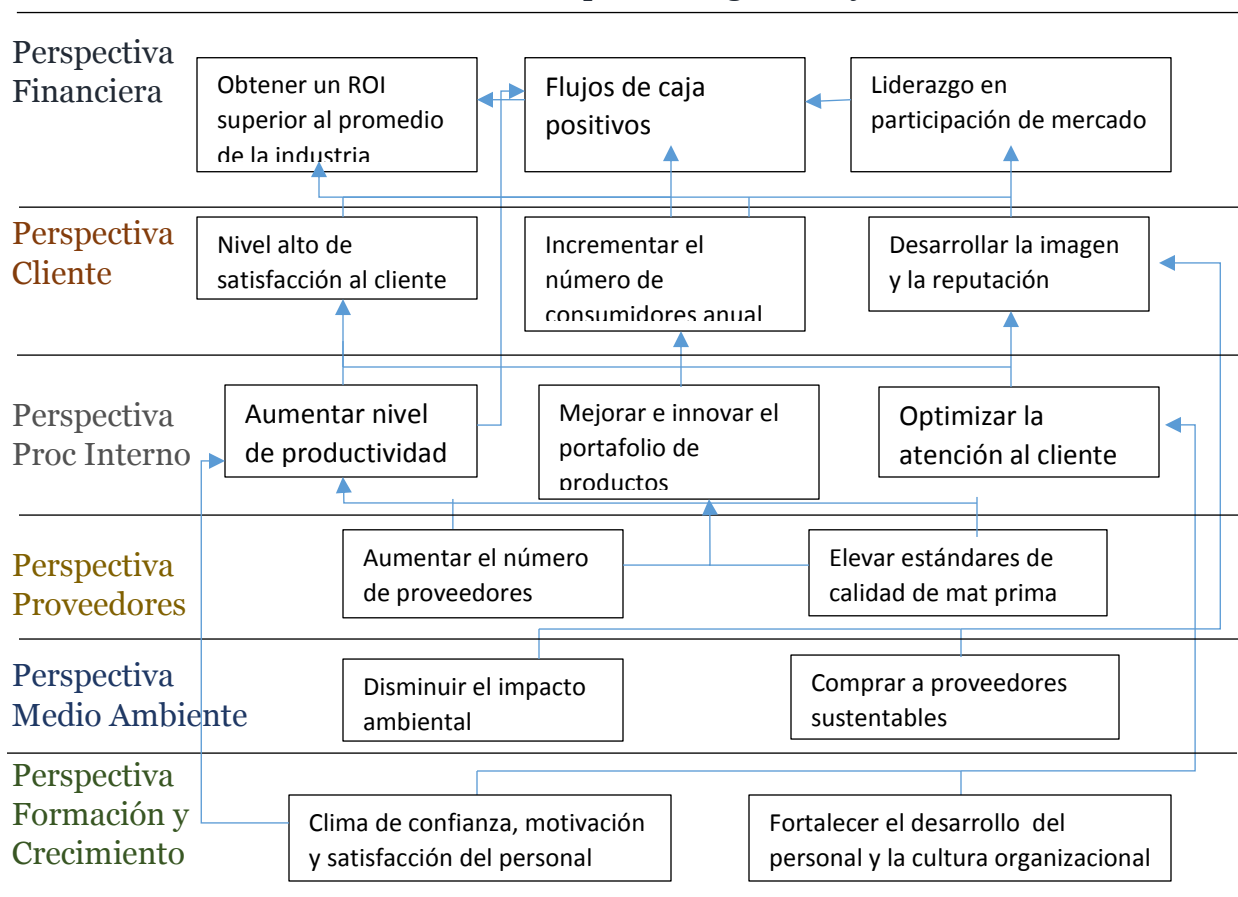 Perspectiva
Financiera
Obtener un ROI
superior al promedio
de la industria
Flujos de caja
positivos
Liderazgo en
participación de mercado
Perspectiva
Cliente
Nivel alto de
satisfacción al cliente
Incrementar el
número de
consumidores anual
Desarrollar la imagen
y la reputación
Perspectiva
Proc Interno
Aumentar nivel
de productividad
Mejorar e innovar el
portafolio de
productos
Optimizar la
atención al cliente
Perspectiva
Proveedores
Aumentar el número
de proveedores
Elevar estándares de
calidad de mat prima
Perspectiva
Medio Ambiente
Disminuir el impacto
ambiental
Comprar a proveedores
sustentables
Perspectiva
Formación y
Crecimiento
Clima de confianza, motivación
y satisfacción del personal
Fortalecer el desarrollo  del
personal y la cultura organizacional